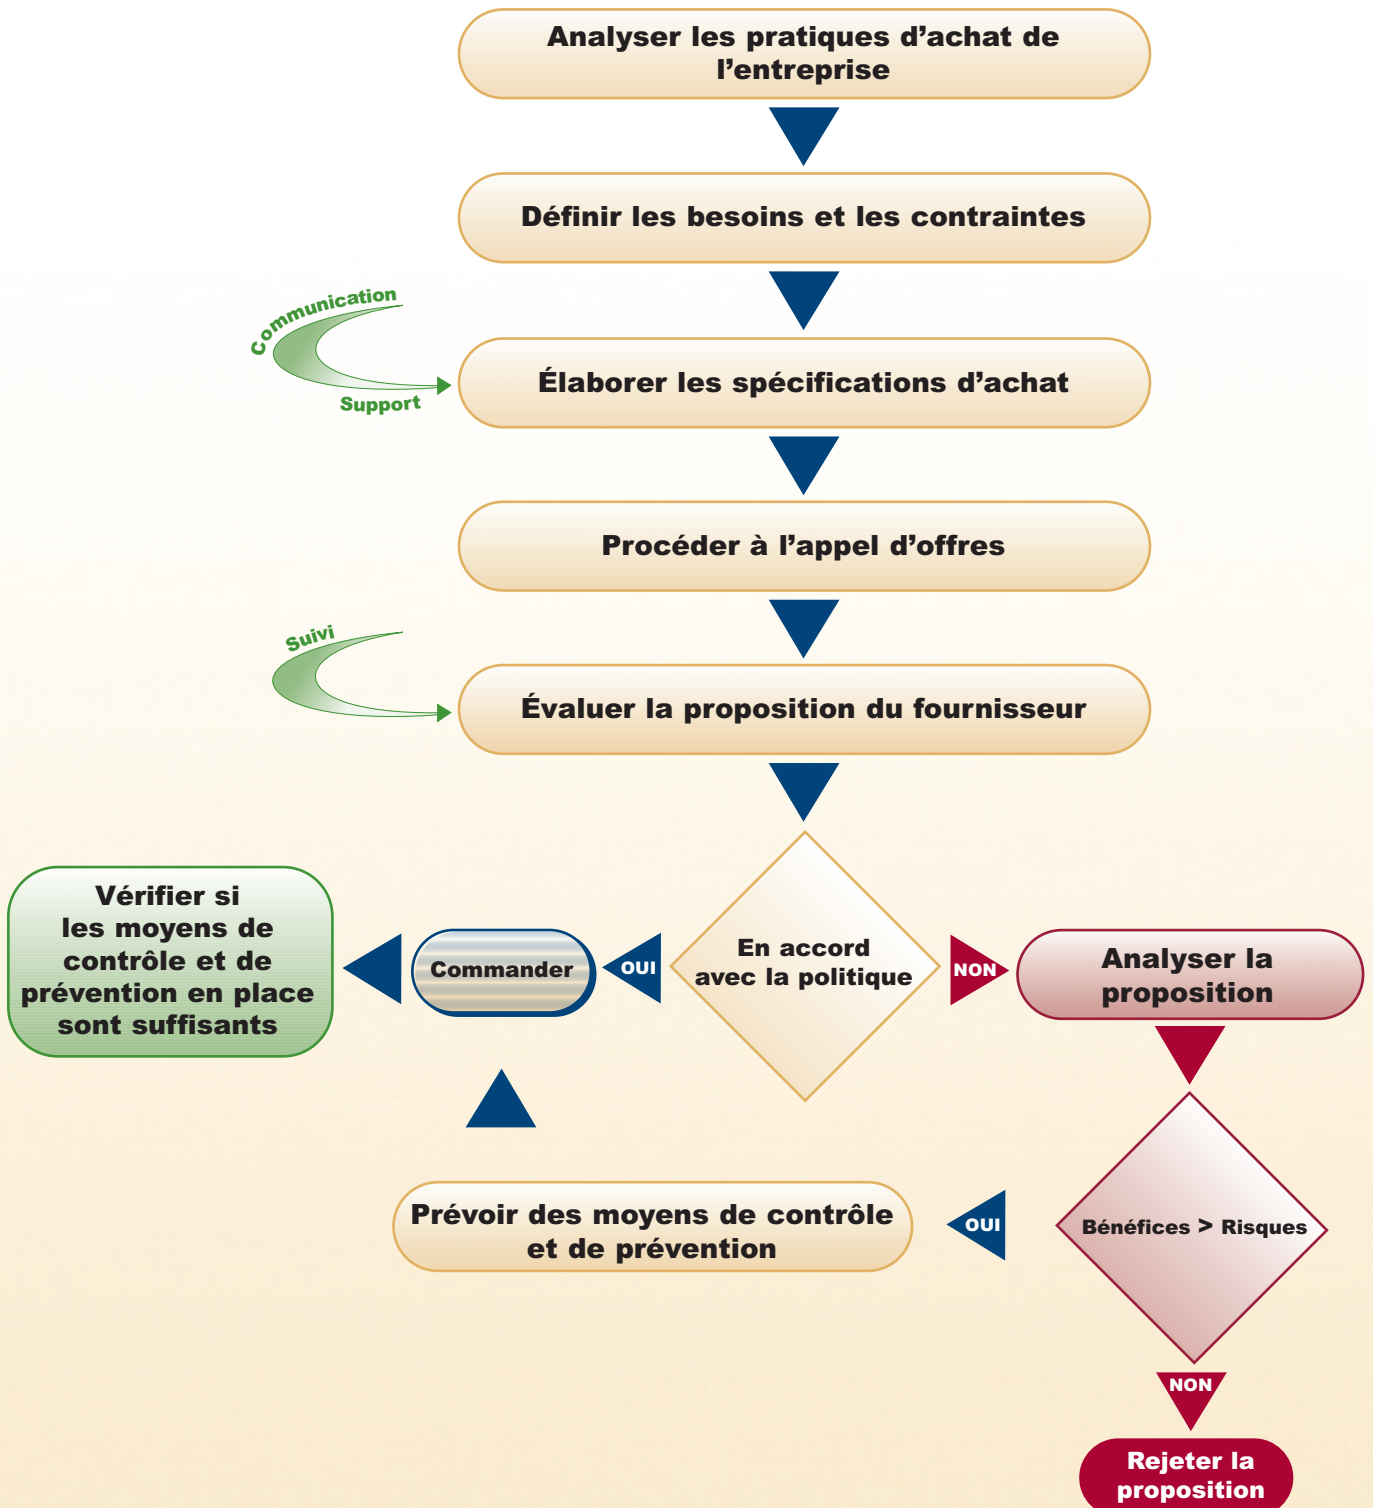 Analyser les pratiques d’achat de
l’entreprise
Définir les besoins et les contraintes
Communication
Élaborer les spécifications d’achat
Support
Procéder à l’appel d’offres
Suivi
Évaluer la proposition du fournisseur
Vérifier si
les moyens de
contrôle et de
prévention en place
sont suffisants
Commander
OUI
En accord
avec la politique
NON
Analyser la
proposition
Prévoir des moyens de contrôle
et de prévention
OUI
Bénéfices > Risques
NON
Rejeter la
proposition